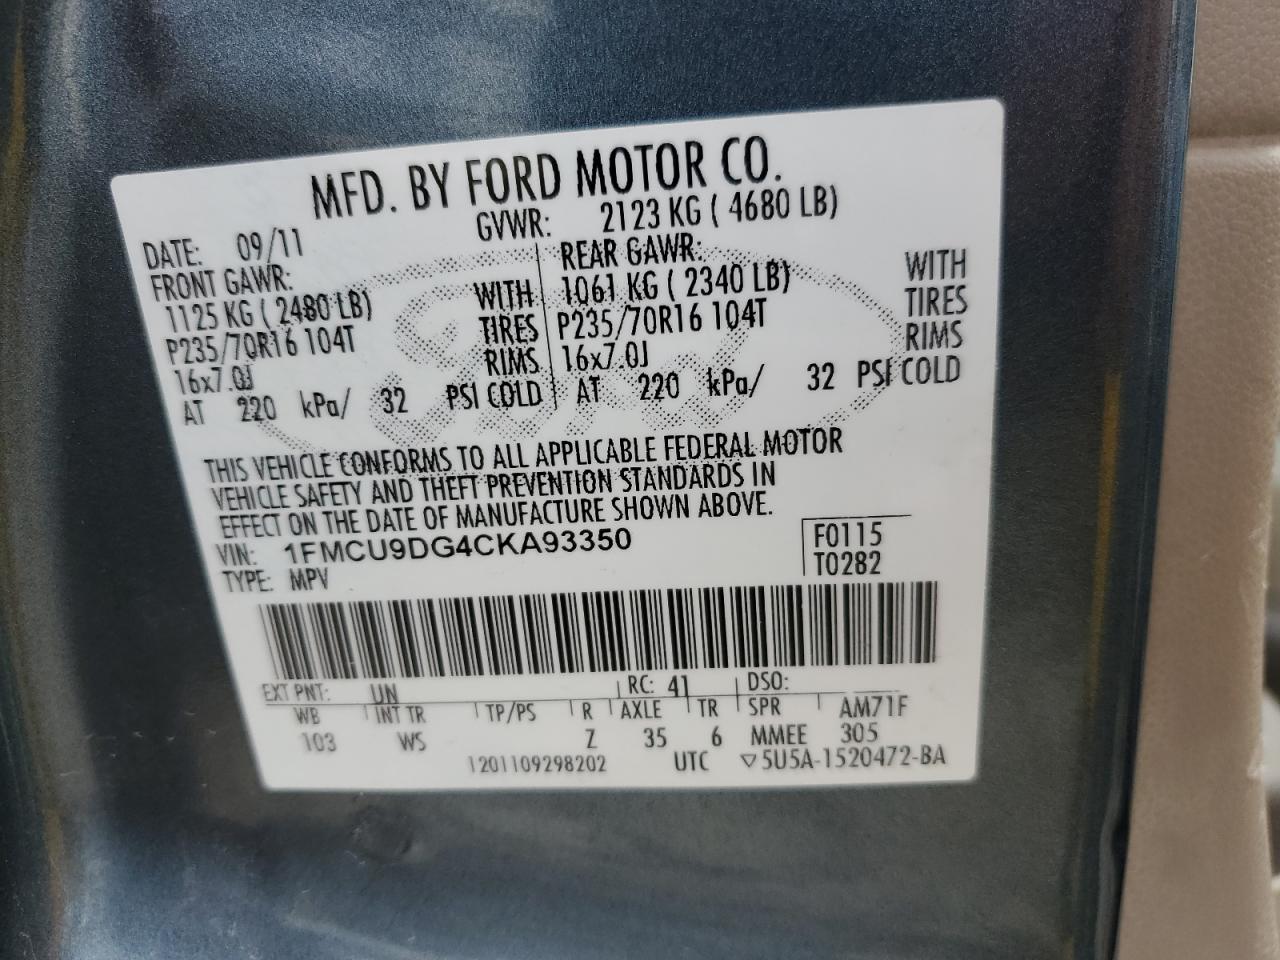 MFD. BY FORD MOTOR CO.
DATE: 09/11 GVWR: 2123 KG ( 4680 LB)
FRONT GAWR: REAR GAWR:
1125 KG ( 2480 LB) WITH 1061 KG ( 2340 LB) WITH
P235/70R16 104T TIRES P235/70R16 104T TIRES
16x7.0J RIMS 16x7.0J RIMS
AT 220 kPa/ 32 PSI COLD AT 220 kPa/ 32 PSI COLD
THIS VEHICLE CONFORMS TO ALL APPLICABLE FEDERAL MOTOR
VEHICLE SAFETY AND THEFT PREVENTION STANDARDS IN
EFFECT ON THE DATE OF MANUFACTURE SHOWN ABOVE.
VIN: 1FMCU9DG4CKA93350 F0115
TYPE: MPV T0282
EXT PNT: UN RC: 41 DSO:
WB INT TR TP/PS R AXLE TR SPR AM71F
103 WS Z 35 6 MMEE 305
1201109298202 UTC ▽5U5A-1520472-BA